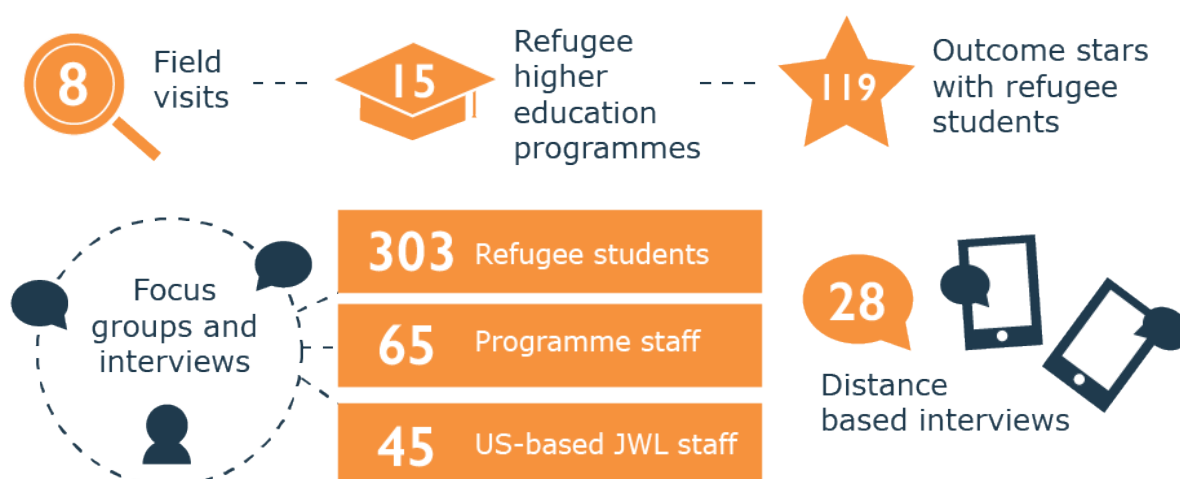 8
Field
visits
15
Refugee
higher
education
programmes
119
Outcome stars
with refugee
students
Focus
groups and
interviews
303 Refugee students
65 Programme staff
45 US-based JWL staff
28
Distance
based interviews